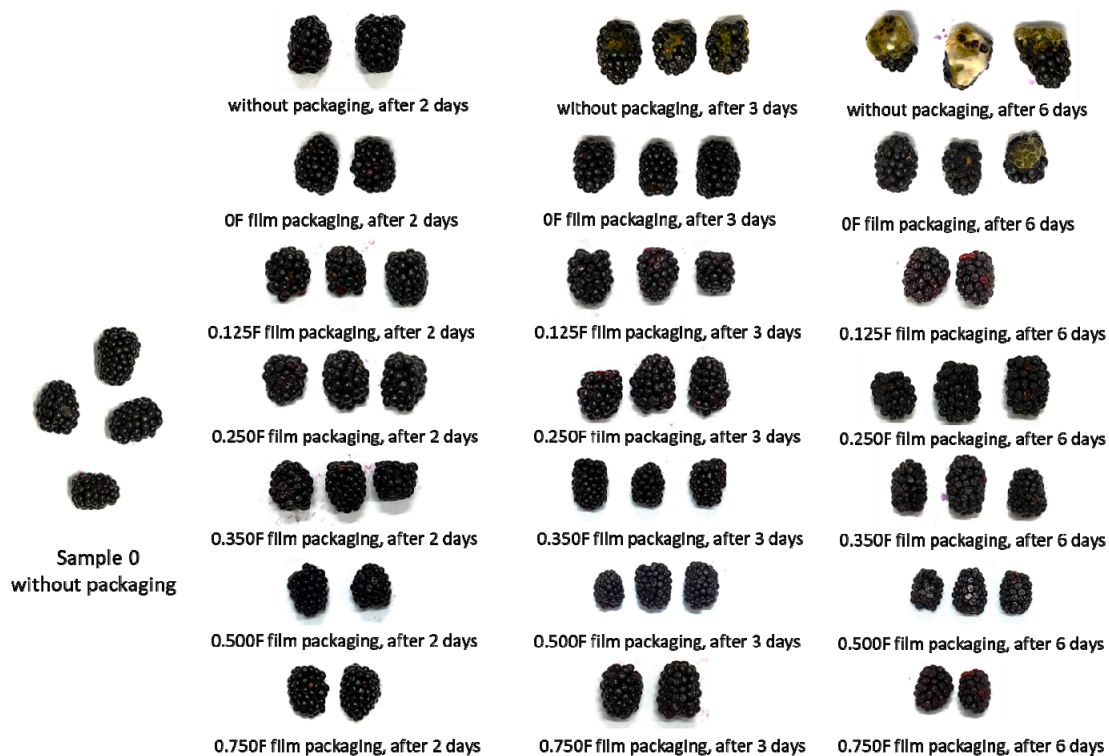 without packaging, after 2 days
without packaging, after 3 days
without packaging, after 6 days
0F film packaging, after 2 days
0F film packaging, after 3 days
0F film packaging, after 6 days
0.125F film packaging, after 2 days
0.125F film packaging, after 3 days
0.125F film packaging, after 6 days
0.250F film packaging, after 2 days
0.250F film packaging, after 3 days
0.250F film packaging, after 6 days
0.350F film packaging, after 2 days
0.350F film packaging, after 3 days
0.350F film packaging, after 6 days
Sample 0
without packaging
0.500F film packaging, after 2 days
0.500F film packaging, after 3 days
0.500F film packaging, after 6 days
0.750F film packaging, after 2 days
0.750F film packaging, after 3 days
0.750F film packaging, after 6 days